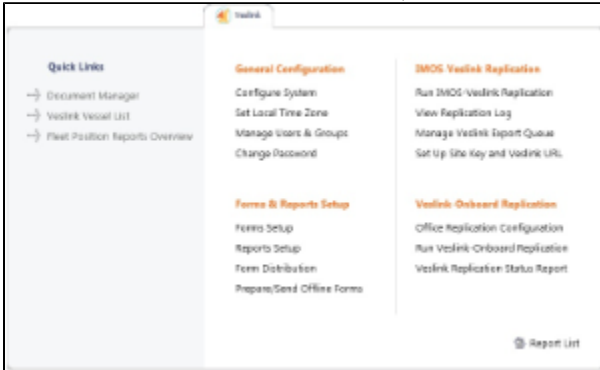 Veslink
Quick Links
Document Manager
Veslink Vessel List
Fleet Position Reports Overview
General Configuration
Configure System
Set Local Time Zone
Manage Users & Groups
Change Password
IMOS-Veslink Replication
Run IMOS-Veslink Replication
View Replication Log
Manage Veslink Export Queue
Set Up Site Key and Veslink URL
Forms & Reports Setup
Forms Setup
Reports Setup
Form Distribution
Prepare/Send Offline Forms
Veslink Onboard Replication
Office Replication Configuration
Run Veslink-Onboard Replication
Veslink Replication Status Report
Report List